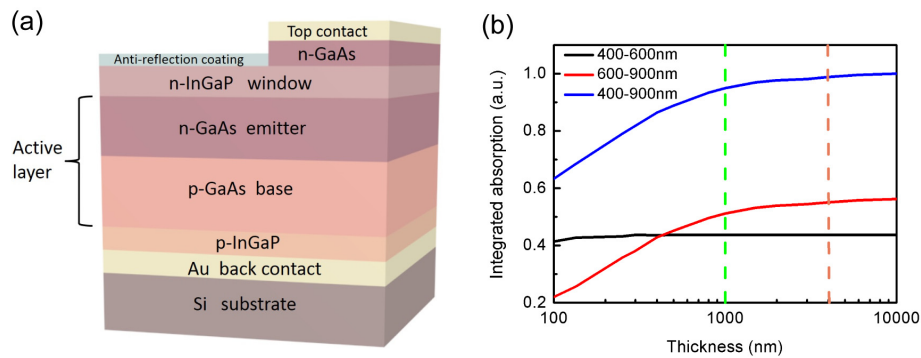 (a)
Top contact
n-GaAs
Anti-reflection coating
n-InGaP window
n-GaAs emitter
Active
layer
p-GaAs base
p-InGaP
Au back contact
Si substrate
(b)
400-600nm
600-900nm
400-900nm
Integrated absorption (a.u.)
1.0
0.8
0.6
0.4
0.2
100
1000
10000
Thickness (nm)